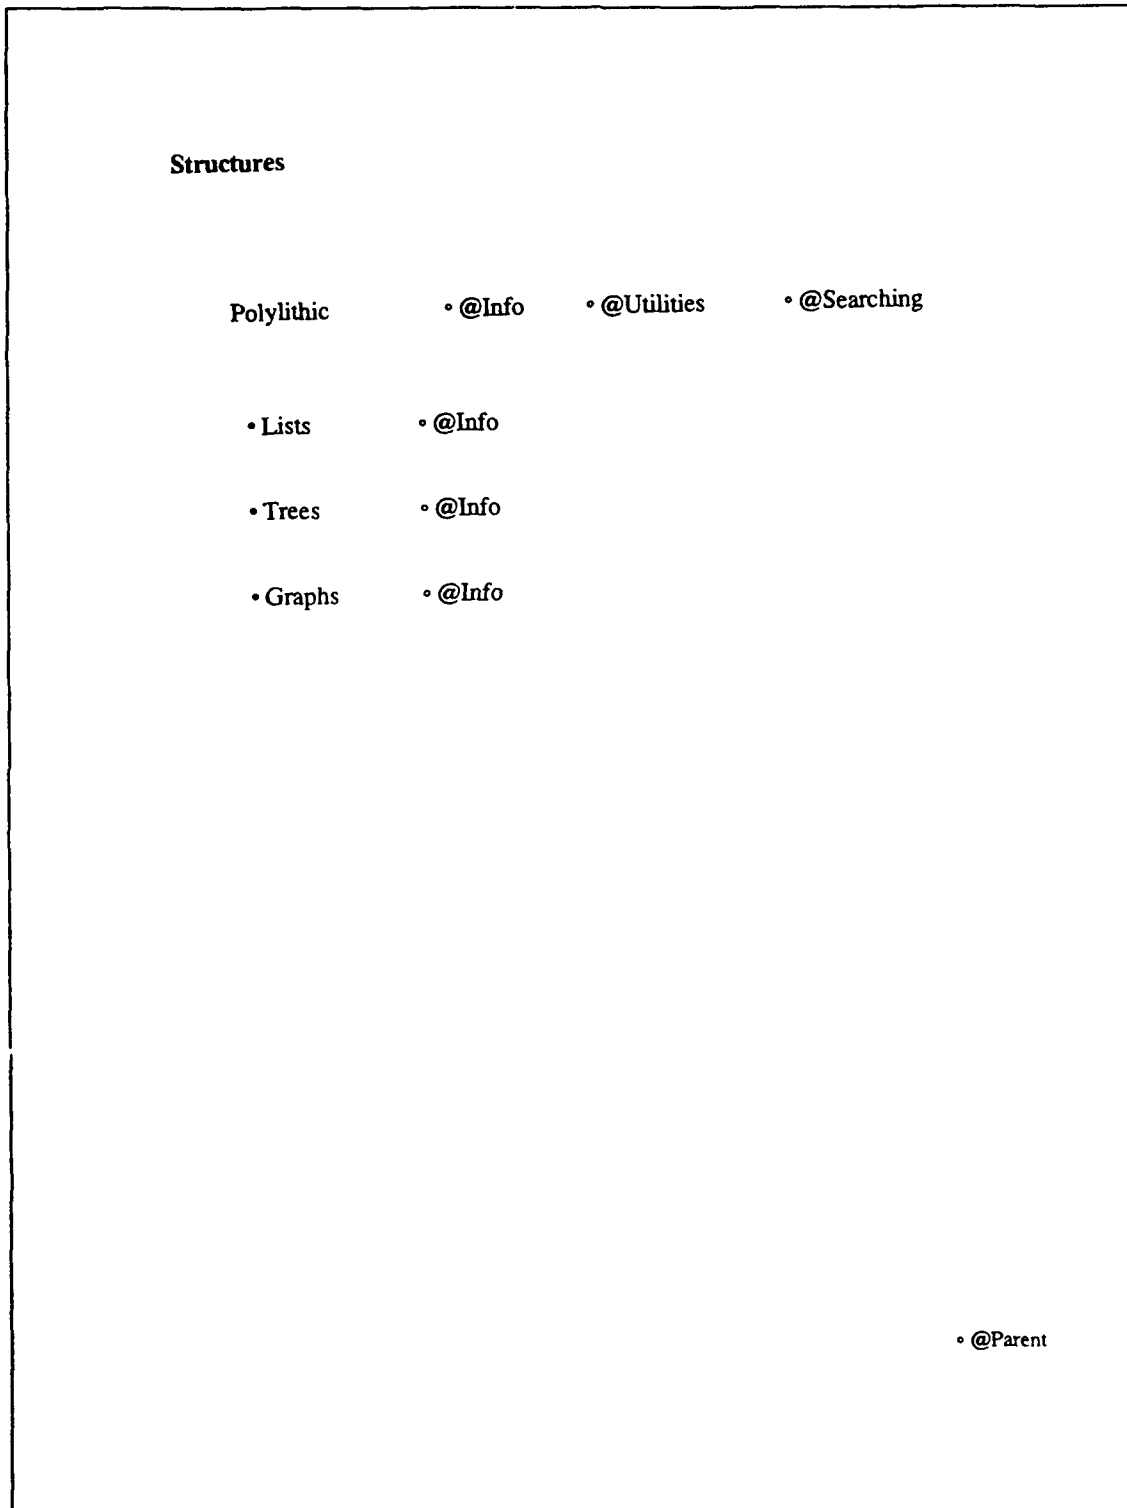 Structures
Polylithic ∘ @Info ∘ @Utilities ∘ @Searching
• Lists ∘ @Info
• Trees ∘ @Info
• Graphs ∘ @Info
∘ @Parent